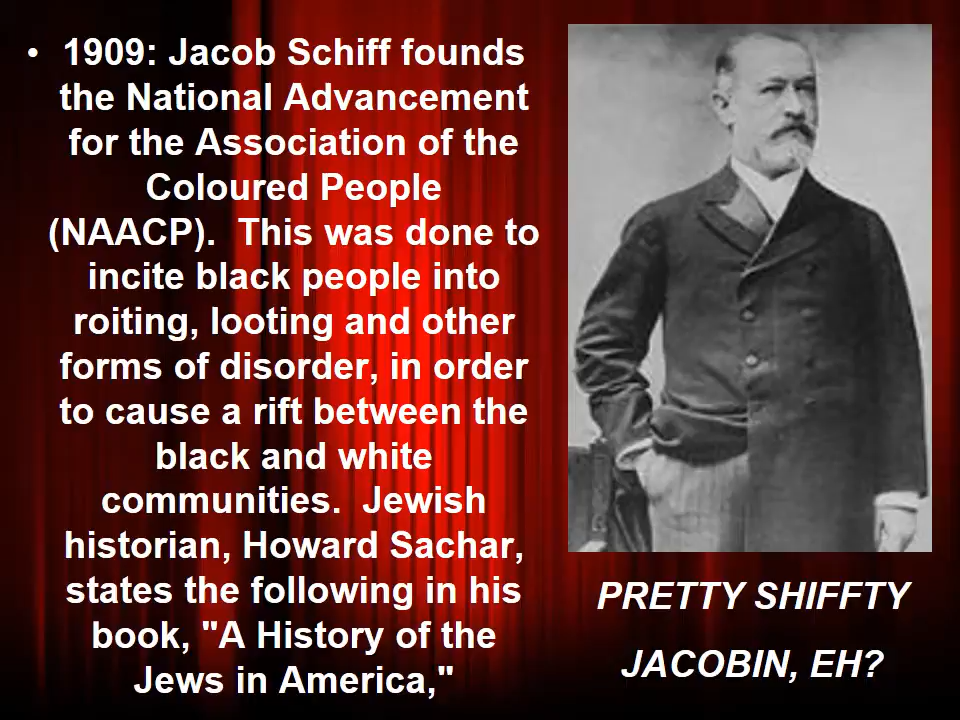 • 1909: Jacob Schiff founds
the National Advancement
for the Association of the
Coloured People
(NAACP).  This was done to
incite black people into
roiting, looting and other
forms of disorder, in order
to cause a rift between the
black and white
communities.  Jewish
historian, Howard Sachar,
states the following in his
book, "A History of the
Jews in America,"
PRETTY SHIFFTY
JACOBIN, EH?